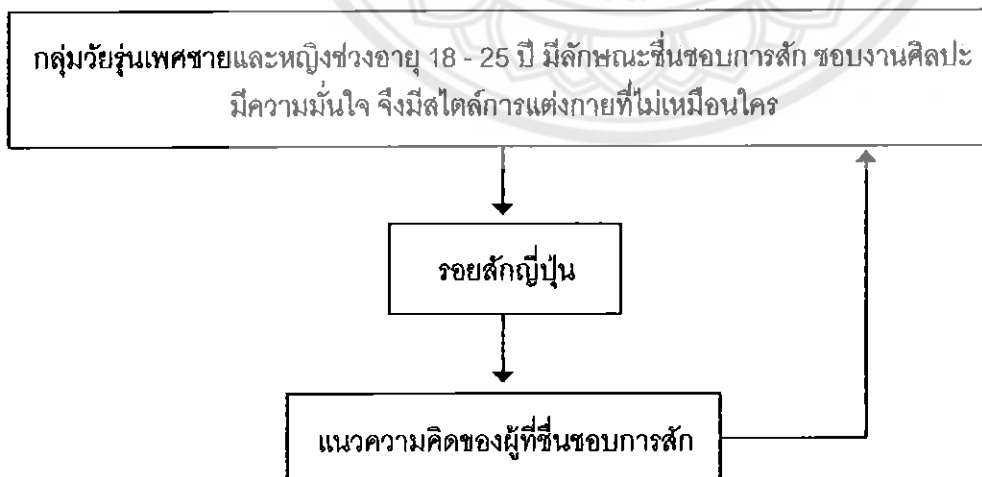 กลุ่มวัยรุ่นเพศชายและหญิงช่วงอายุ 18 - 25 ปี มีลักษณะชื่นชอบการสัก ชอบงานศิลปะ
มีความมั่นใจ จึงมีสไตล์การแต่งกายที่ไม่เหมือนใคร
รอยสักญี่ปุ่น
แนวความคิดของผู้ที่ชื่นชอบการสัก